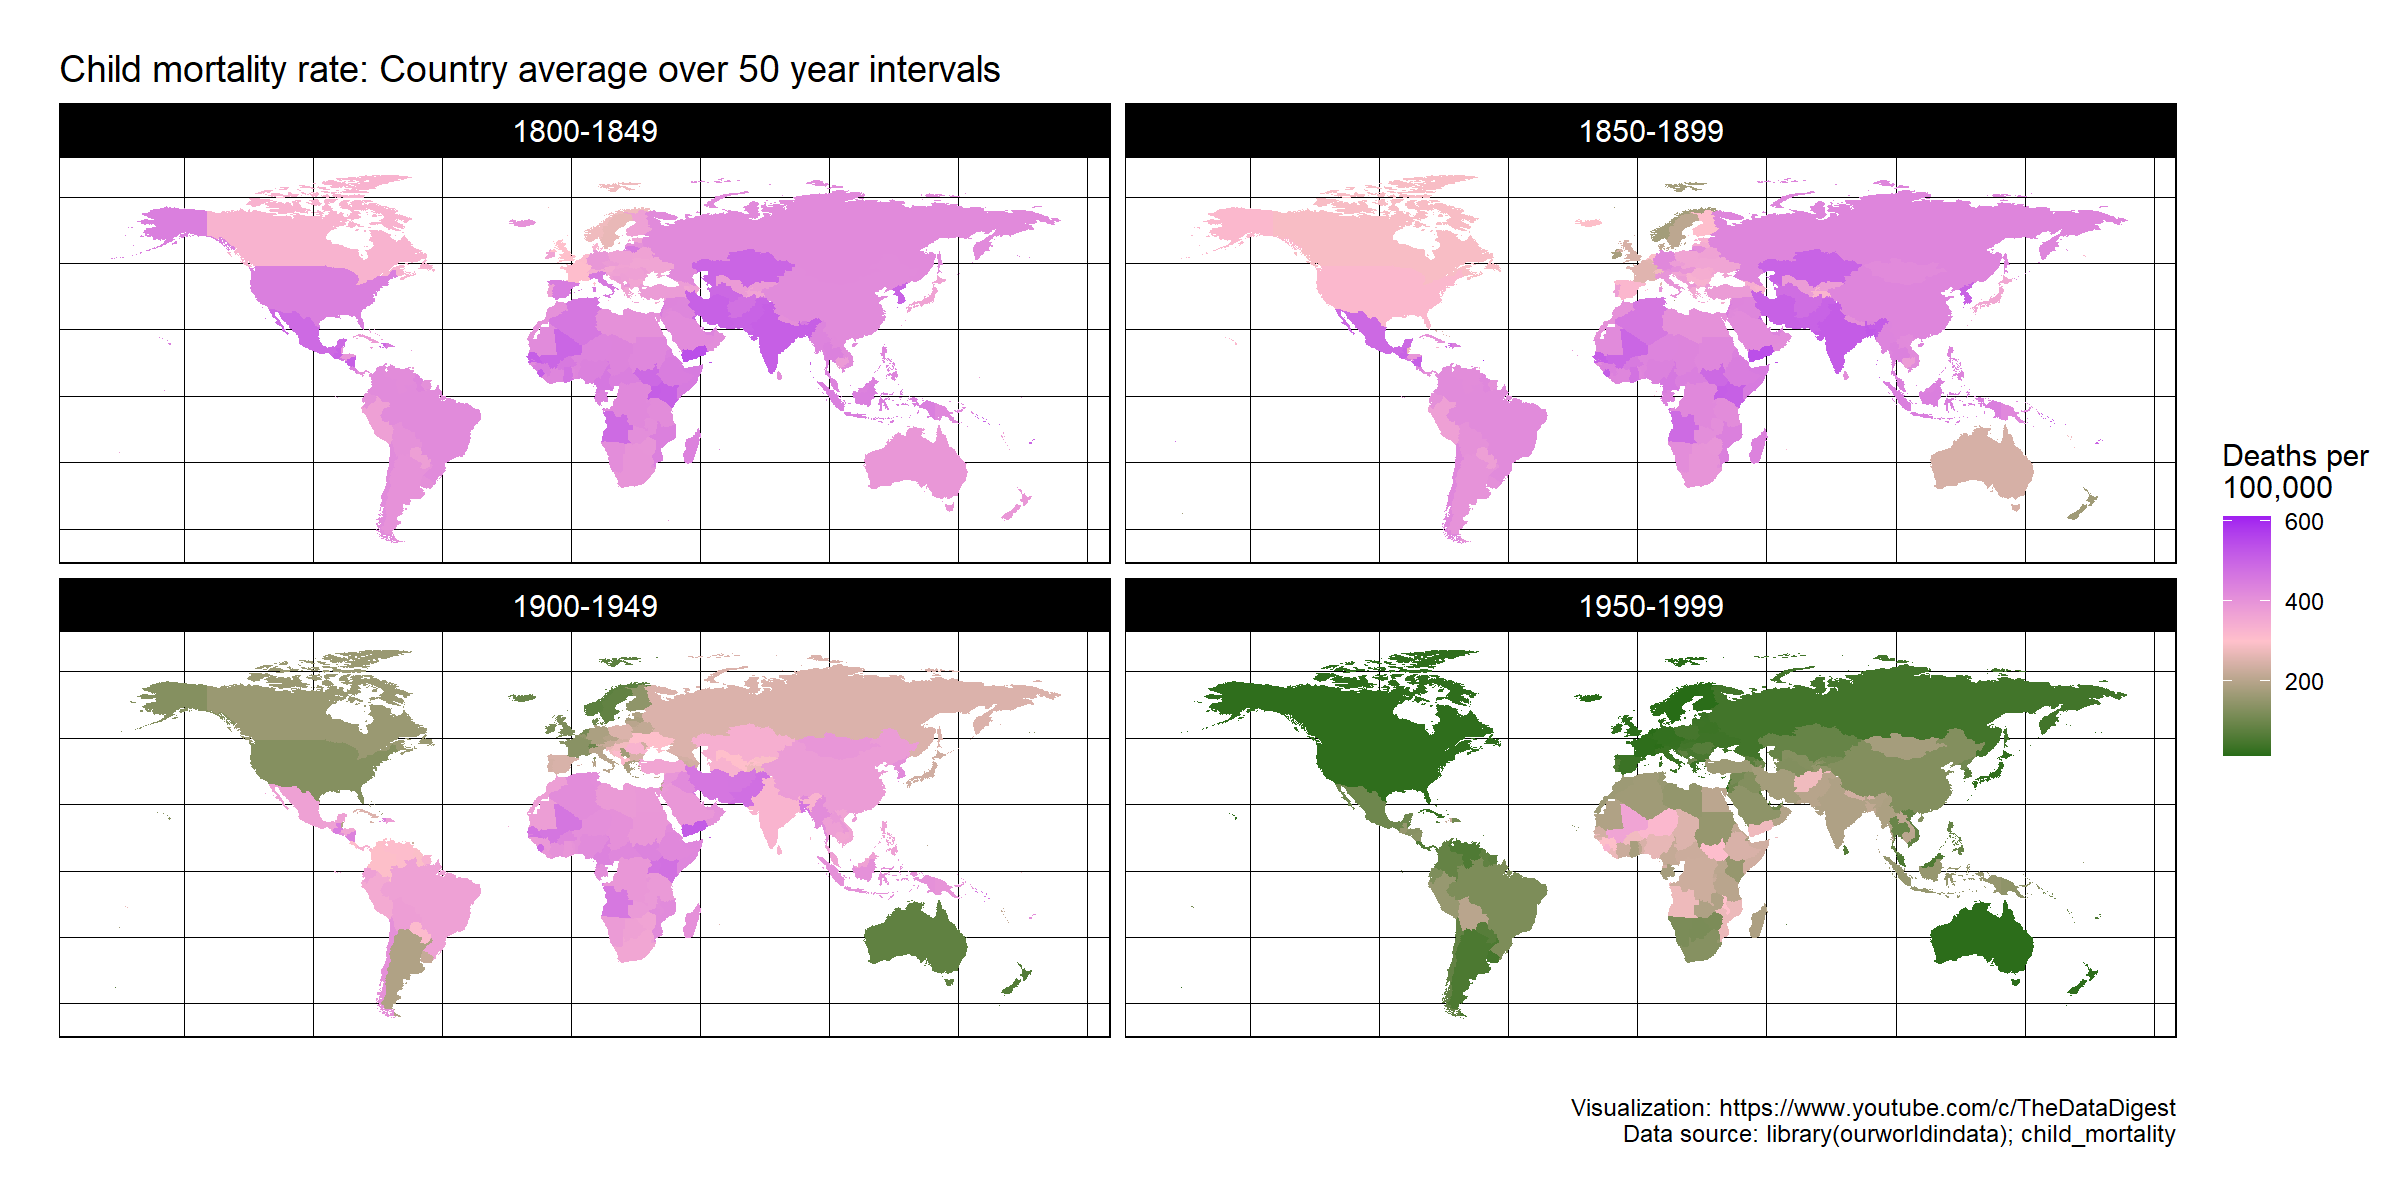 Child mortality rate: Country average over 50 year intervals
1800-1849
1850-1899
1900-1949
1950-1999
Deaths per
100,000
600
400
200
Visualization: https://www.youtube.com/c/TheDataDigest
Data source: library(ourworldindata); child_mortality